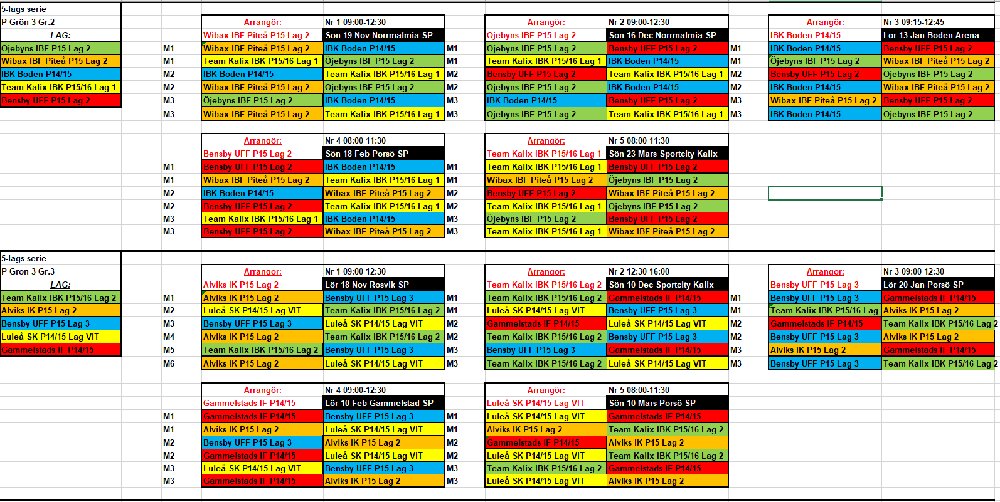 5-lags serie
P Grön 3 Gr.2 Arrangör: Nr 1 09:00-12:30 Arrangör: Nr 2 09:00-12:30 Arrangör: Nr 3 09:15-12:45
LAG: Wibax IBF Piteå P15 Lag 2 Sön 19 Nov Norrmalmia SP Öjebyns IBF P15 Lag 2 Sön 16 Dec Norrmalmia SP IBK Boden P14/15 Lör 13 Jan Boden Arena
Öjebyns IBF P15 Lag 2 M1 Wibax IBF Piteå P15 Lag 2 IBK Boden P14/15 M1 Öjebyns IBF P15 Lag 2 Bensby UFF P15 Lag 2 M1 IBK Boden P14/15 Bensby UFF P15 Lag 2
Wibax IBF Piteå P15 Lag 2 M1 Team Kalix IBK P15/16 Lag 1 Öjebyns IBF P15 Lag 2 M1 Team Kalix IBK P15/16 Lag 1 IBK Boden P14/15 M1 Öjebyns IBF P15 Lag 2 Wibax IBF Piteå P15 Lag 2
IBK Boden P14/15 M2 IBK Boden P14/15 Team Kalix IBK P15/16 Lag 1 M2 Bensby UFF P15 Lag 2 Team Kalix IBK P15/16 Lag 1 M2 Bensby UFF P15 Lag 2 Öjebyns IBF P15 Lag 2
Team Kalix IBK P15/16 Lag 1 M2 Wibax IBF Piteå P15 Lag 2 Öjebyns IBF P15 Lag 2 M2 Öjebyns IBF P15 Lag 2 IBK Boden P14/15 M2 IBK Boden P14/15 Wibax IBF Piteå P15 Lag 2
Bensby UFF P15 Lag 2 M3 Öjebyns IBF P15 Lag 2 IBK Boden P14/15 M3 IBK Boden P14/15 Bensby UFF P15 Lag 2 M3 Wibax IBF Piteå P15 Lag 2 Bensby UFF P15 Lag 2
M3 Wibax IBF Piteå P15 Lag 2 Team Kalix IBK P15/16 Lag 1 M3 Öjebyns IBF P15 Lag 2 Team Kalix IBK P15/16 Lag 1 M3 IBK Boden P14/15 Öjebyns IBF P15 Lag 2
Arrangör: Nr 4 08:00-11:30 Arrangör: Nr 5 08:00-11:30
Bensby UFF P15 Lag 2 Sön 18 Feb Porsö SP Team Kalix IBK P15/16 Lag 1 Sön 23 Mars Sportcity Kalix
M1 Bensby UFF P15 Lag 2 IBK Boden P14/15 M1 Team Kalix IBK P15/16 Lag 1 Bensby UFF P15 Lag 2
M1 Wibax IBF Piteå P15 Lag 2 Team Kalix IBK P15/16 Lag 1 M1 Wibax IBF Piteå P15 Lag 2 Öjebyns IBF P15 Lag 2
M2 IBK Boden P14/15 Wibax IBF Piteå P15 Lag 2 M2 Bensby UFF P15 Lag 2 Wibax IBF Piteå P15 Lag 2
M2 Bensby UFF P15 Lag 2 Team Kalix IBK P15/16 Lag 1 M2 Team Kalix IBK P15/16 Lag 1 Öjebyns IBF P15 Lag 2
M3 Team Kalix IBK P15/16 Lag 1 IBK Boden P14/15 M3 Öjebyns IBF P15 Lag 2 Bensby UFF P15 Lag 2
M3 Bensby UFF P15 Lag 2 Wibax IBF Piteå P15 Lag 2 M3 Team Kalix IBK P15/16 Lag 1 Wibax IBF Piteå P15 Lag 2
5-lags serie
P Grön 3 Gr.3 Arrangör: Nr 1 09:00-12:30 Arrangör: Nr 2 12:30-16:00 Arrangör: Nr 3 09:00-12:30
LAG: Alviks IK P15 Lag 2 Lör 18 Nov Rosvik SP Team Kalix IBK P15/16 Lag 2 Sön 10 Dec Sportcity Kalix Bensby UFF P15 Lag 3 Lör 20 Jan Porsö SP
Team Kalix IBK P15/16 Lag 2 M1 Alviks IK P15 Lag 2 Bensby UFF P15 Lag 3 M1 Team Kalix IBK P15/16 Lag 2 Gammelstads IF P14/15 M1 Bensby UFF P15 Lag 3 Gammelstads IF P14/15
Alviks IK P15 Lag 2 M2 Luleå SK P14/15 Lag VIT Team Kalix IBK P15/16 Lag 2 M1 Luleå SK P14/15 Lag VIT Bensby UFF P15 Lag 3 M1 Team Kalix IBK P15/16 Lag Alviks IK P15 Lag 2
Bensby UFF P15 Lag 3 M3 Bensby UFF P15 Lag 3 Luleå SK P14/15 Lag VIT M2 Gammelstads IF P14/15 Luleå SK P14/15 Lag VIT M2 Gammelstads IF P14/15 Team Kalix IBK P15/16 Lag 2
Luleå SK P14/15 Lag VIT M4 Alviks IK P15 Lag 2 Team Kalix IBK P15/16 Lag 2 M2 Team Kalix IBK P15/16 Lag 2 Bensby UFF P15 Lag 3 M2 Bensby UFF P15 Lag 3 Alviks IK P15 Lag 2
Gammelstads IF P14/15 M5 Team Kalix IBK P15/16 Lag 2 Bensby UFF P15 Lag 3 M3 Bensby UFF P15 Lag 3 Gammelstads IF P14/15 M3 Alviks IK P15 Lag 2 Gammelstads IF P14/15
M6 Alviks IK P15 Lag 2 Luleå SK P14/15 Lag VIT M3 Team Kalix IBK P15/16 Lag 2 Luleå SK P14/15 Lag VIT M3 Bensby UFF P15 Lag 3 Team Kalix IBK P15/16 Lag 2
Arrangör: Nr 4 09:00-12:30 Arrangör: Nr 5 08:00-11:30
Gammelstads IF P14/15 Lör 10 Feb Gammelstad SP Luleå SK P14/15 Lag VIT Sön 10 Mars Porsö SP
M1 Gammelstads IF P14/15 Bensby UFF P15 Lag 3 M1 Luleå SK P14/15 Lag VIT Gammelstads IF P14/15
M1 Alviks IK P15 Lag 2 Luleå SK P14/15 Lag VIT M1 Alviks IK P15 Lag 2 Team Kalix IBK P15/16 Lag 2
M2 Bensby UFF P15 Lag 3 Alviks IK P15 Lag 2 M2 Gammelstads IF P14/15 Alviks IK P15 Lag 2
M2 Gammelstads IF P14/15 Luleå SK P14/15 Lag VIT M2 Luleå SK P14/15 Lag VIT Team Kalix IBK P15/16 Lag 2
M3 Luleå SK P14/15 Lag VIT Bensby UFF P15 Lag 3 M3 Team Kalix IBK P15/16 Lag 2 Gammelstads IF P14/15
M3 Gammelstads IF P14/15 Alviks IK P15 Lag 2 M3 Luleå SK P14/15 Lag VIT Alviks IK P15 Lag 2